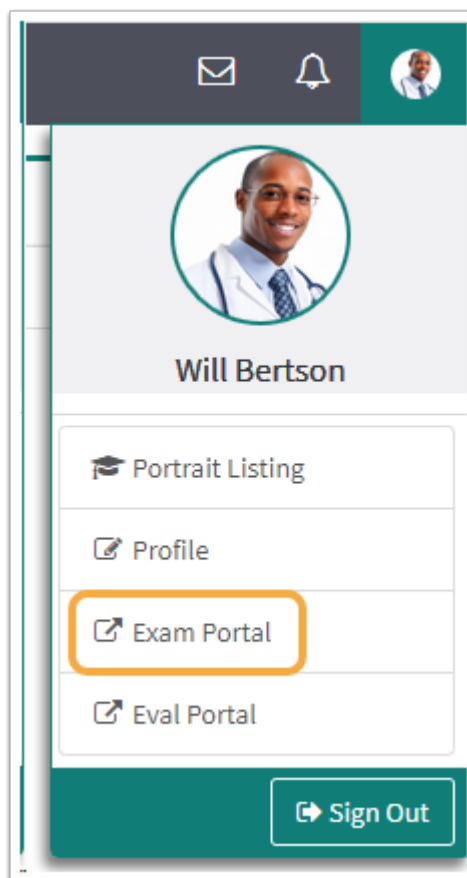 Will Bertson
Portrait Listing
Profile
Exam Portal
Eval Portal
Sign Out